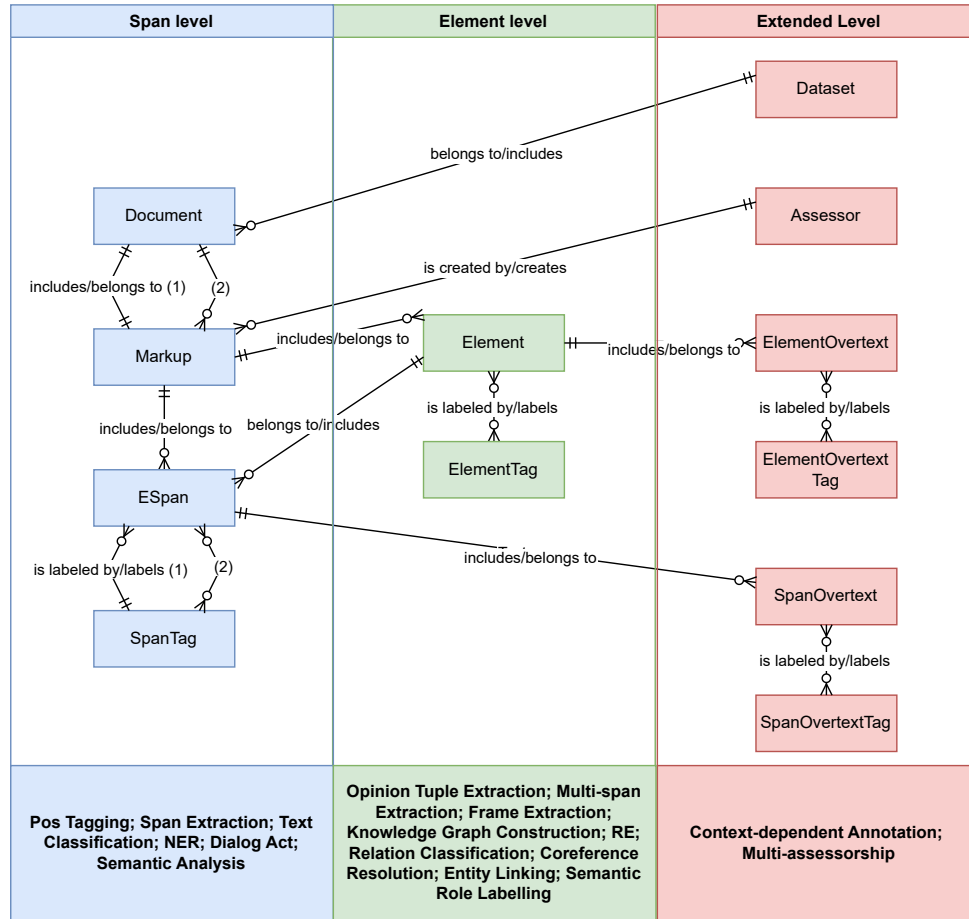 Span level
Element level
Extended Level
Dataset
belongs to/includes
Document
Assessor
includes/belongs to (1)
(2)
is created by/creates
Markup
includes/belongs to
Element
includes/belongs to
ElementOvertext
includes/belongs to
belongs to/includes
is labeled by/labels
is labeled by/labels
ESpan
ElementTag
ElementOvertext
Tag
is labeled by/labels (1)
(2)
includes/belongs to
SpanOvertext
SpanTag
is labeled by/labels
SpanOvertextTag
Pos Tagging; Span Extraction; Text
Classification; NER; Dialog Act;
Semantic Analysis
Opinion Tuple Extraction; Multi-span
Extraction; Frame Extraction;
Knowledge Graph Construction; RE;
Relation Classification; Coreference
Resolution; Entity Linking; Semantic
Role Labelling
Context-dependent Annotation;
Multi-assessorship